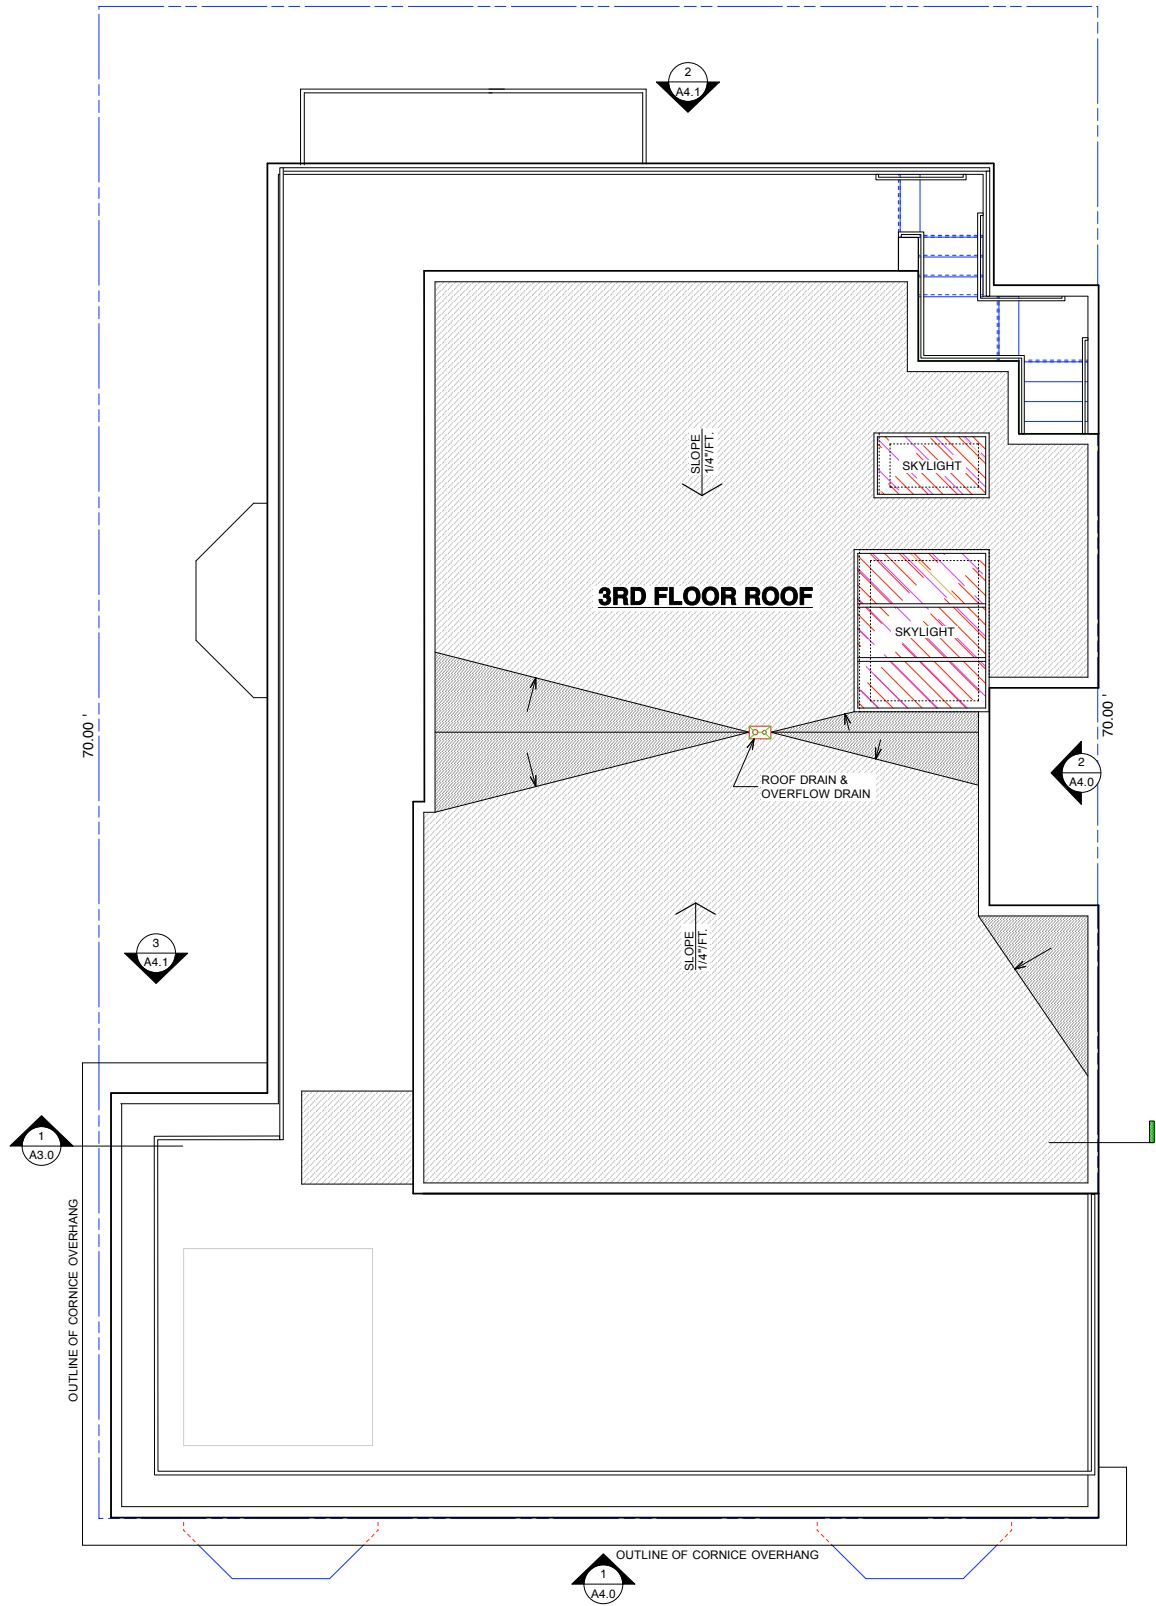 2
A4.1
SLOPE
1/4"/FT.
SKYLIGHT
3RD FLOOR ROOF
SKYLIGHT
70.00 '
70.00 '
ROOF DRAIN &
OVERFLOW DRAIN
2
A4.0
3
A4.1
SLOPE
1/4"/FT.
1
A3.0
OUTLINE OF CORNICE OVERHANG
OUTLINE OF CORNICE OVERHANG
1
A4.0